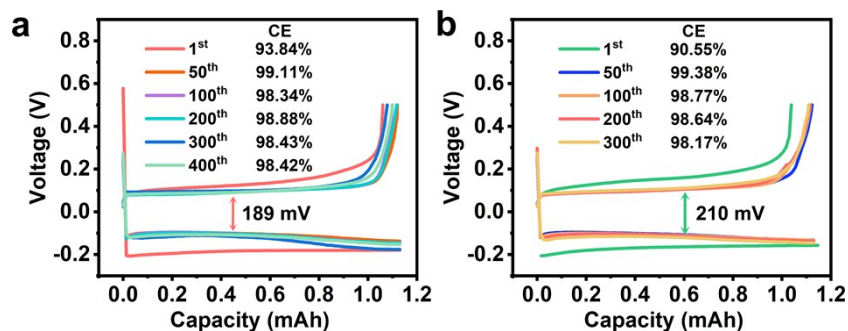 a
CE
1st 93.84%
50th 99.11%
100th 98.34%
200th 98.88%
300th 98.43%
400th 98.42%
189 mV
Voltage (V)
0.8
0.6
0.4
0.2
0.0
-0.2
0.0 0.2 0.4 0.6 0.8 1.0 1.2
Capacity (mAh)
b
CE
1st 90.55%
50th 99.38%
100th 98.77%
200th 98.64%
300th 98.17%
210 mV
Voltage (V)
0.8
0.6
0.4
0.2
0.0
-0.2
0.0 0.2 0.4 0.6 0.8 1.0 1.2
Capacity (mAh)